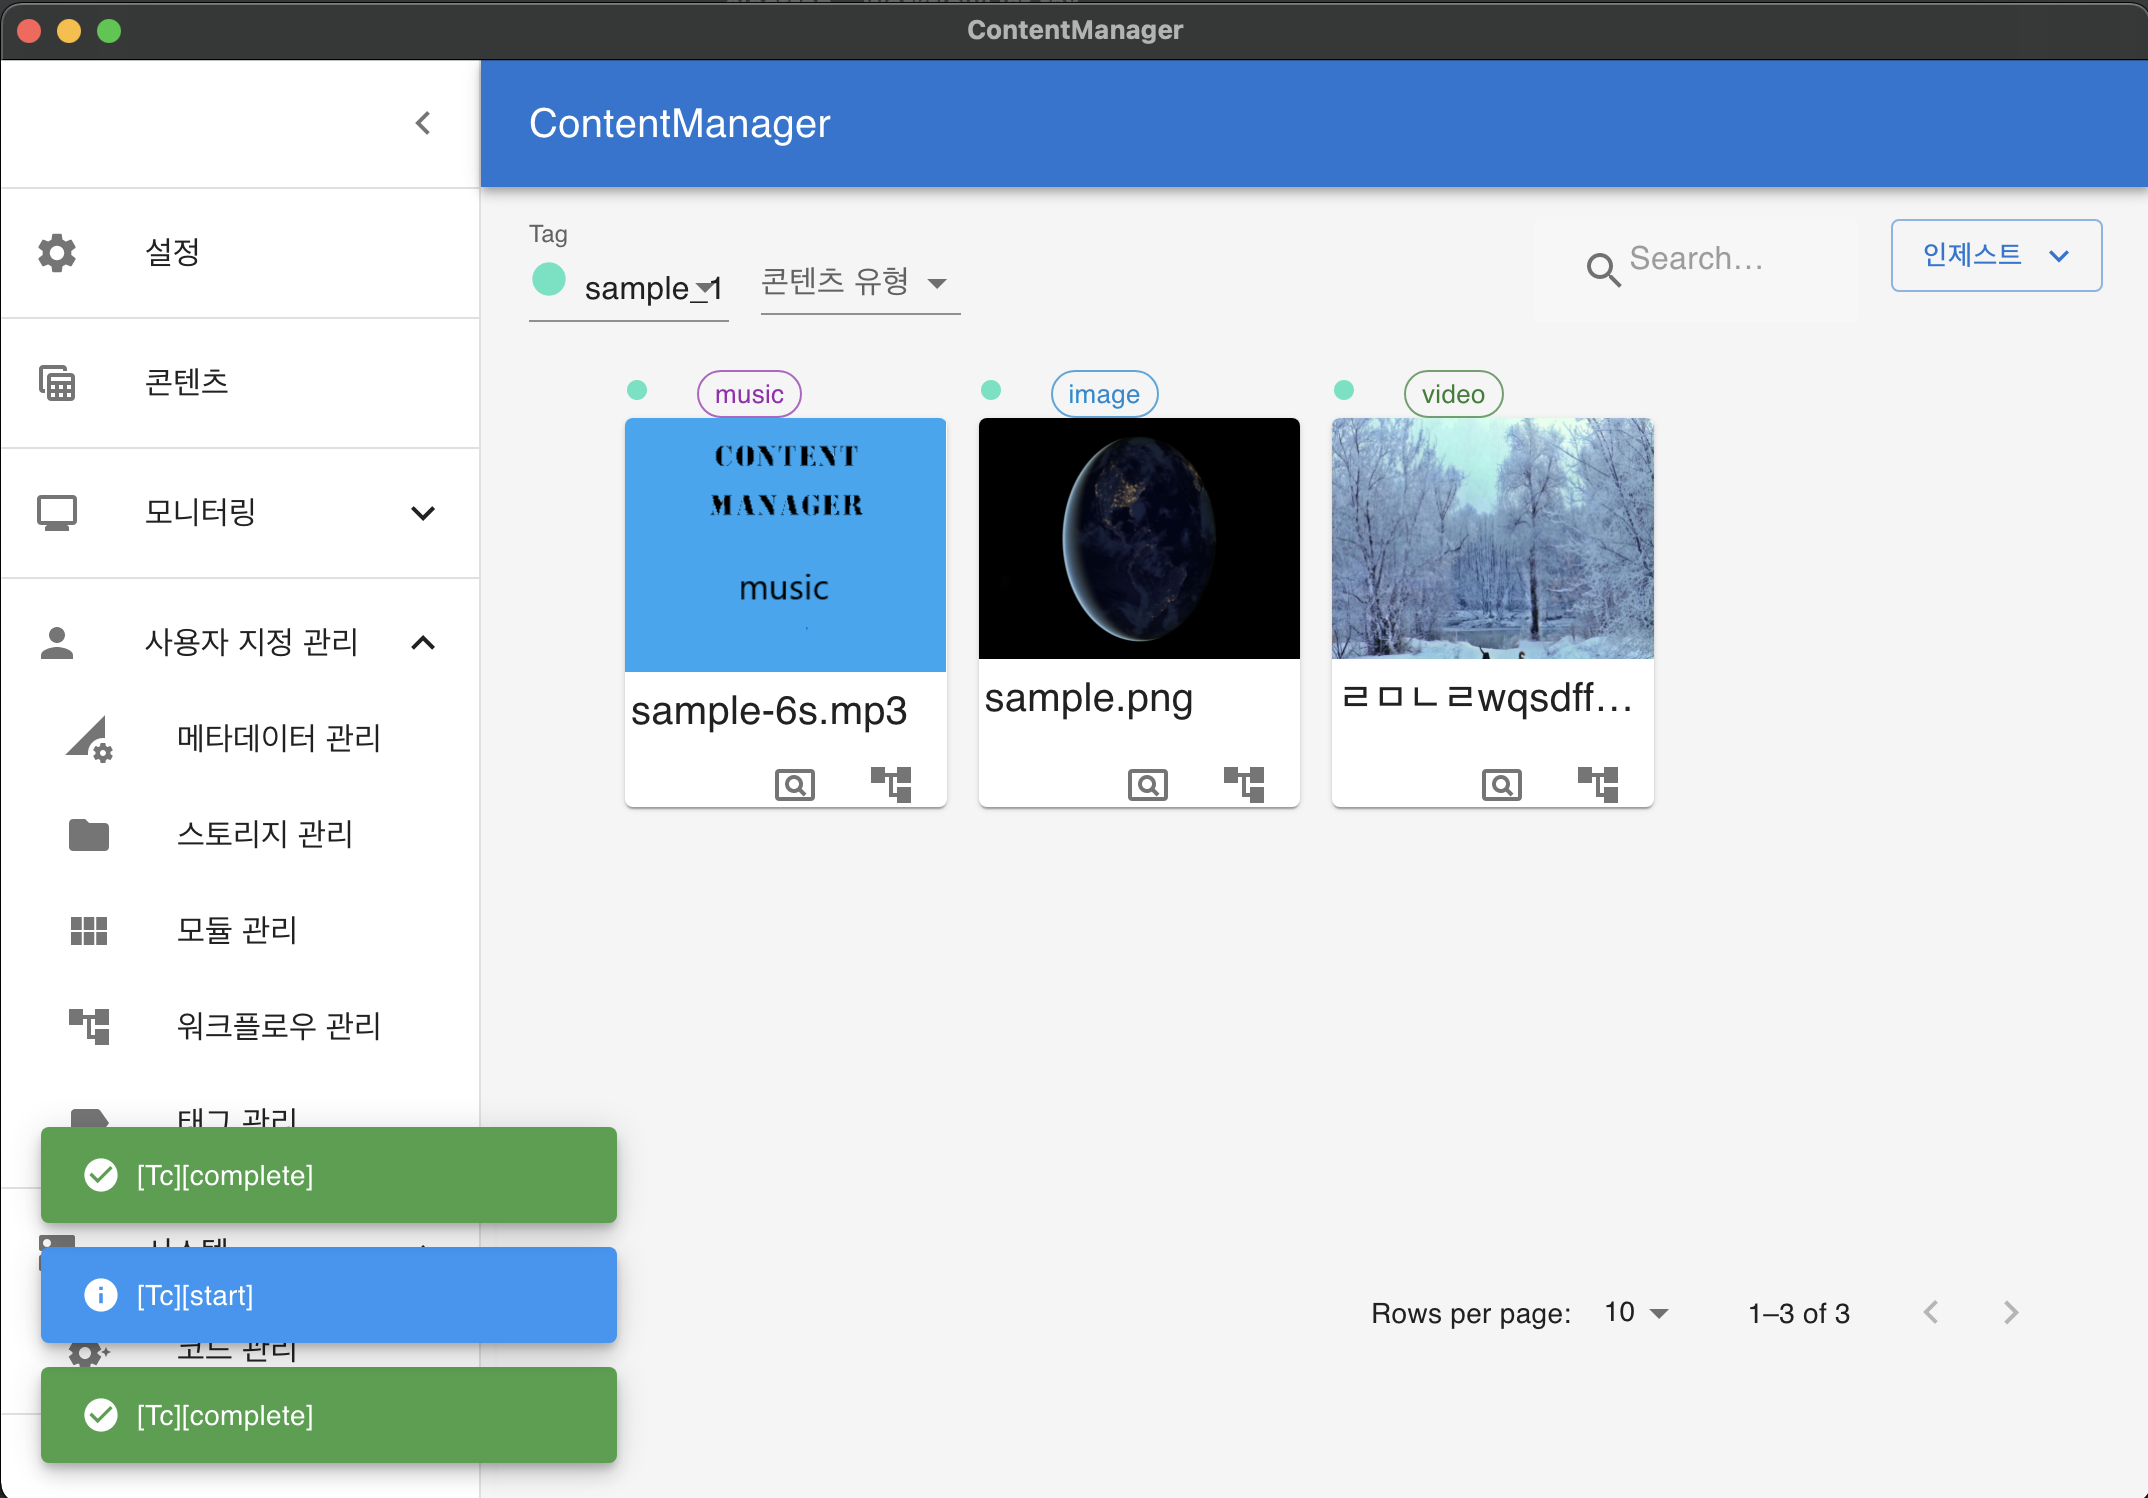 ContentManager
ContentManager
설정
콘텐츠
모니터링
사용자 지정 관리
메타데이터 관리
스토리지 관리
모듈 관리
워크플로우 관리
태그 관리
[Tc][complete]
시스템
[Tc][start]
코드 관리
[Tc][complete]
Tag
sample_1
콘텐츠 유형
Search…
인제스트
music
CONTENT
MANAGER
music
sample-6s.mp3
image
sample.png
video
ㄹㅁㄴㄹwqsdff...
Rows per page:
10
1–3 of 3